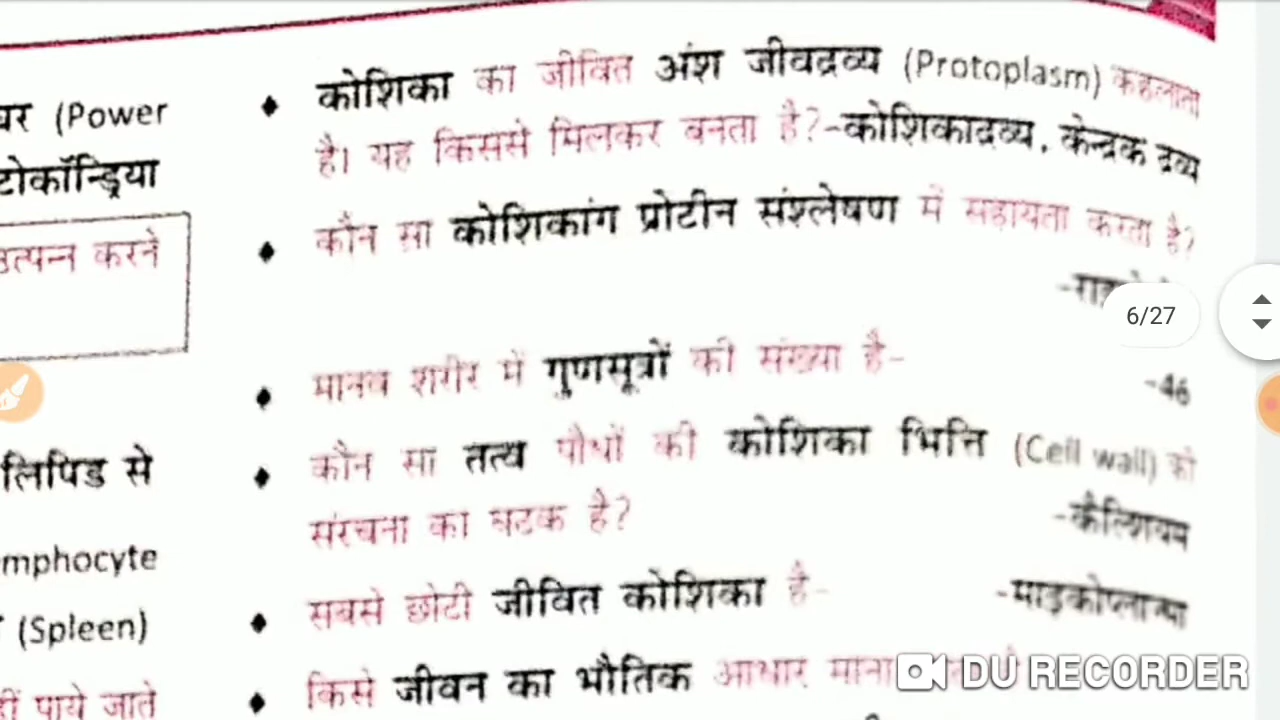 घर (Power
टोकॉन्ड्रिया
उत्पन्न करने
लिपिड से
mphocyte
(Spleen)
पाये जाते
♦ कोशिका का जीवित अंश जीवद्रव्य (Protoplasm) कहलाता
है। यह किससे मिलकर बनता है?-कोशिकाद्रव्य, केन्द्रक द्रव्य
♦ कौन सा कोशिकांग प्रोटीन संश्लेषण में सहायता करता है?
6/27
♦ मानव शरीर में गुणसूत्रों की संख्या है-
-46
♦ कौन सा तत्व पौधों की कोशिका भित्ति (Cell wall) की
संरचना का घटक है?
-कैल्शियम
♦ सबसे छोटी जीवित कोशिका है- -माइकोप्लाज्मा
♦ किसे जीवन का भौतिक आधार माना
DU RECORDER